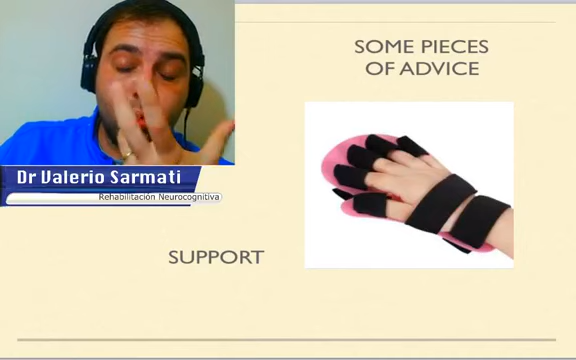 SOME PIECES
OF ADVICE
Dr Valerio Sarmati
Rehabilitación Neurocognitiva
SUPPORT